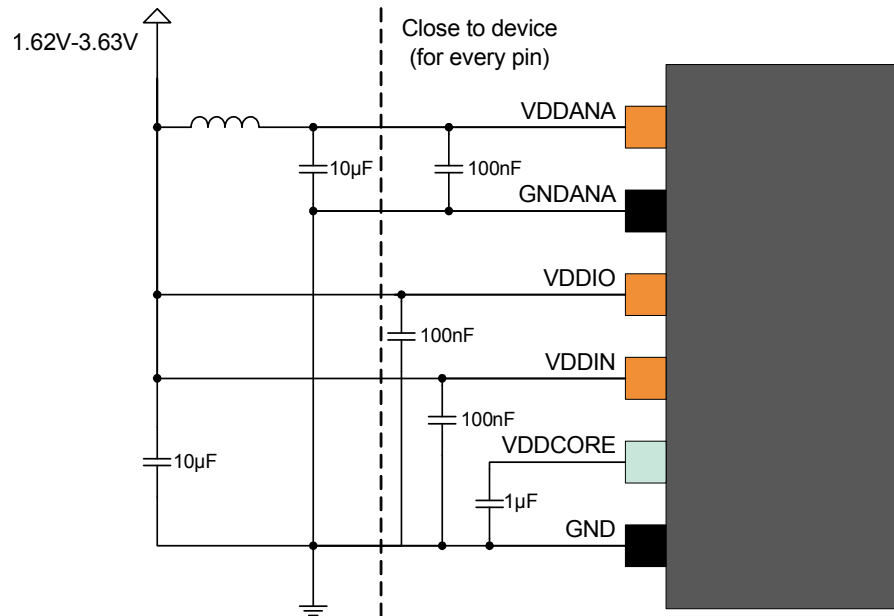 1.62V-3.63V
Close to device
(for every pin)
VDDANA
10µF
100nF
GNDANA
VDDIO
100nF
VDDIN
100nF
VDDCORE
10µF
1µF
GND